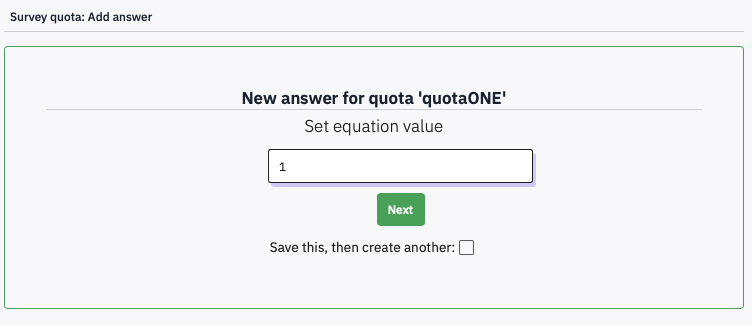 Survey quota: Add answer
New answer for quota 'quotaONE'
Set equation value
1
Next
Save this, then create another: